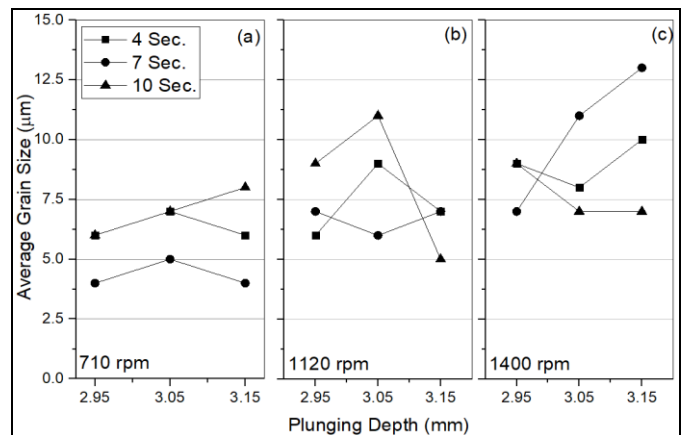 15.0
12.5
10.0
7.5
5.0
2.5
0.0
Average Grain Size (μm)
4 Sec.
7 Sec.
10 Sec.
(a)
(b)
(c)
710 rpm
1120 rpm
1400 rpm
2.95 3.05 3.15
2.95 3.05 3.15
2.95 3.05 3.15
Plunging Depth (mm)